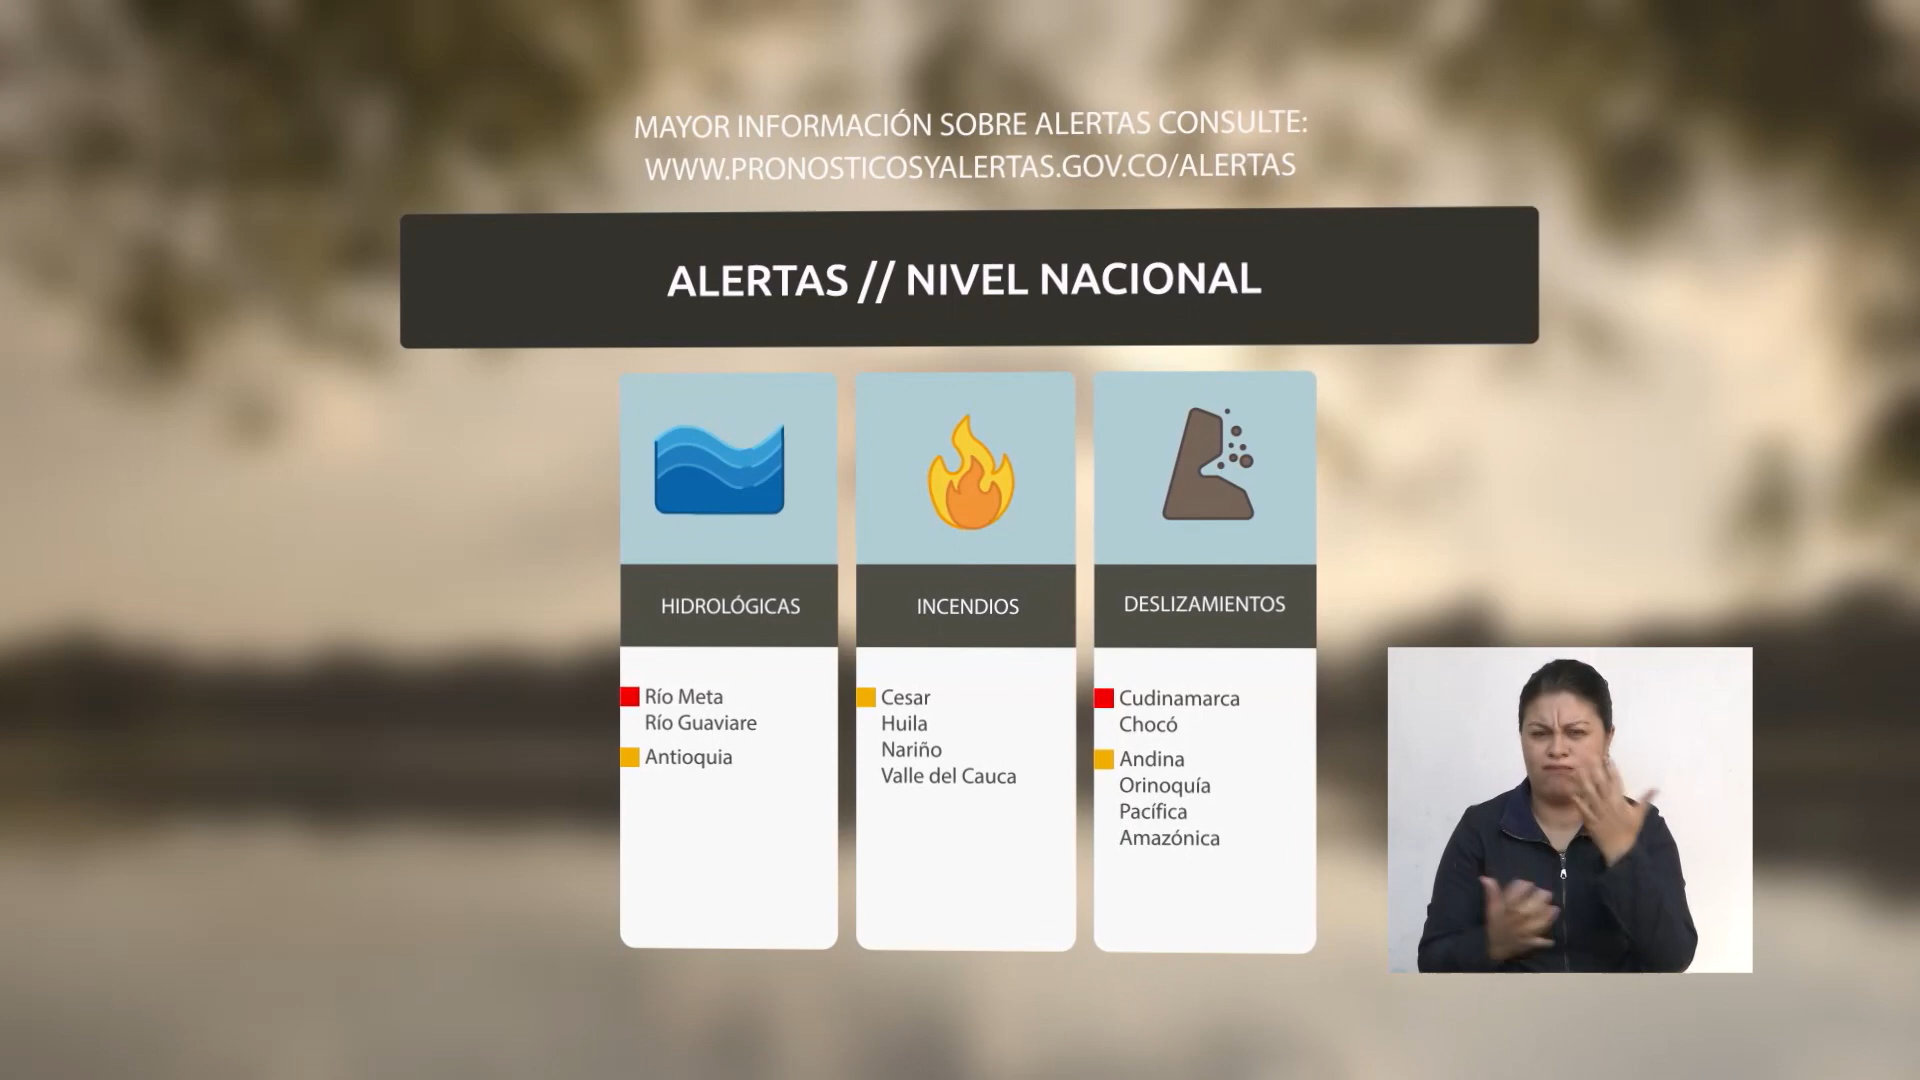 MAYOR INFORMACIÓN SOBRE ALERTAS CONSULTE:
WWW.PRONOSTICOSYALERTAS.GOV.CO/ALERTAS
ALERTAS // NIVEL NACIONAL
HIDROLÓGICAS
Río Meta
Río Guaviare
Antioquia
INCENDIOS
Cesar
Huila
Nariño
Valle del Cauca
DESLIZAMIENTOS
Cudinamarca
Chocó
Andina
Orinoquía
Pacífica
Amazónica